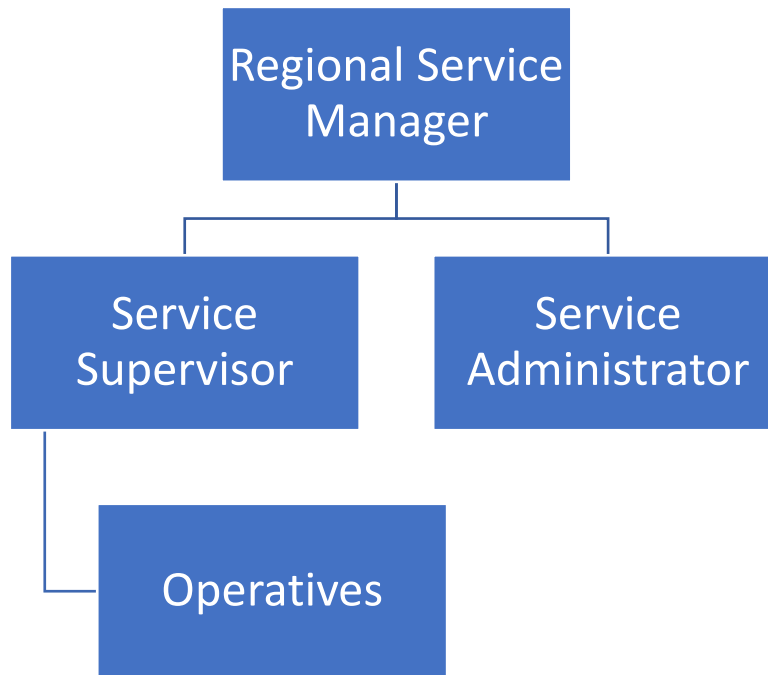 Regional Service
Manager
Service
Supervisor
Service
Administrator
Operatives